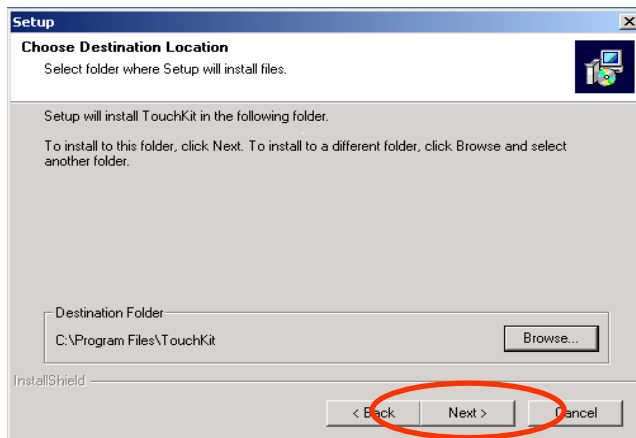 Setup
Choose Destination Location
Select folder where Setup will install files.
Setup will install TouchKit in the following folder.
To install to this folder, click Next. To install to a different folder, click Browse and select
another folder.
Destination Folder
C:\Program Files\TouchKit
Browse...
InstallShield
< Back
Next >
Cancel